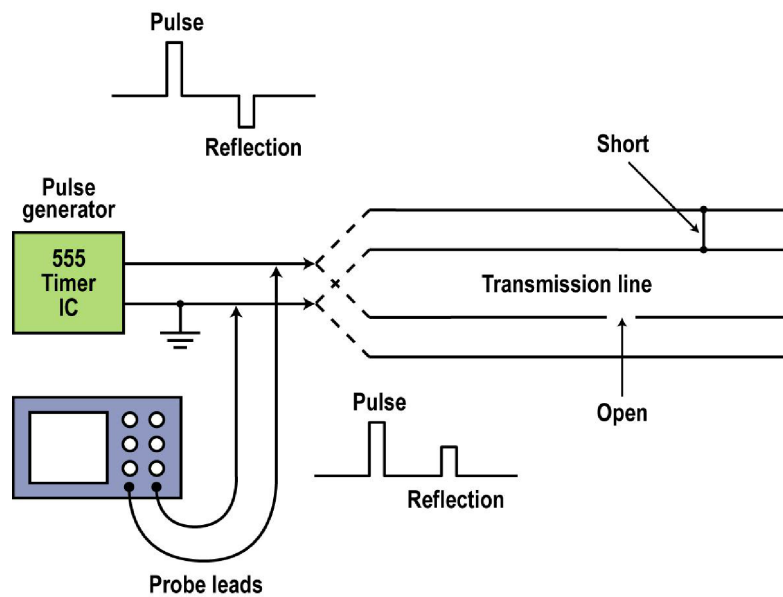 Pulse
Reflection
Short
Pulse
generator
555
Timer
IC
Transmission line
Pulse
Open
Reflection
Probe leads